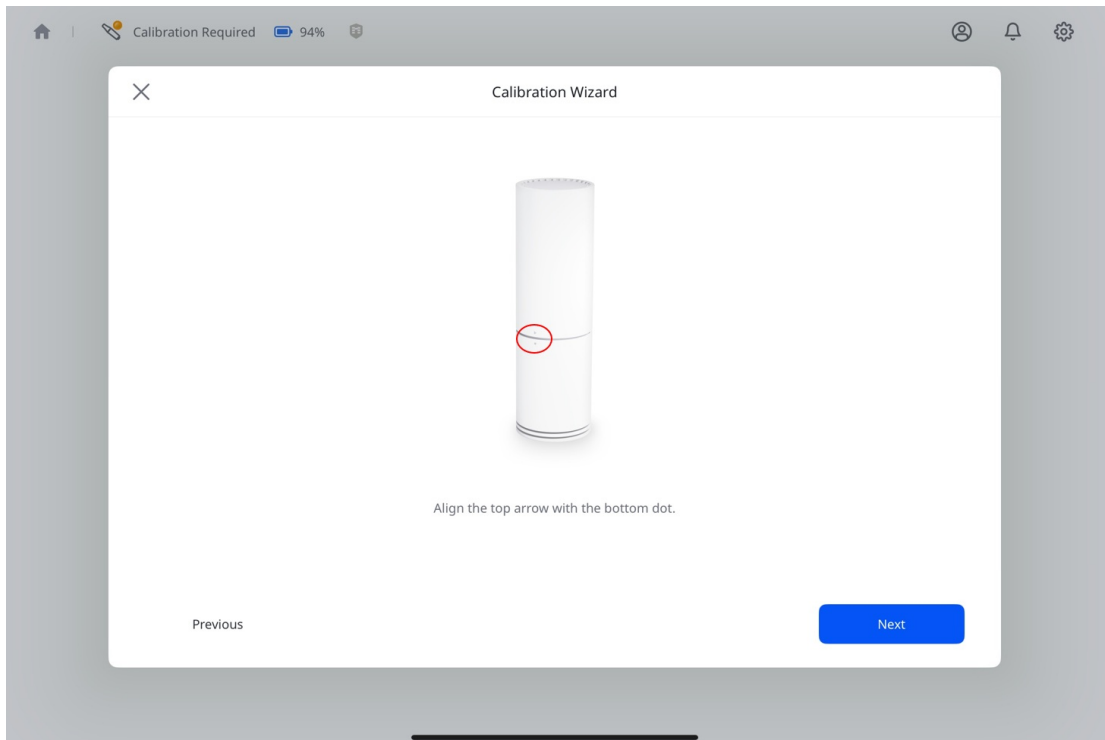 Calibration Required 94%
Calibration Wizard
Align the top arrow with the bottom dot.
Previous
Next